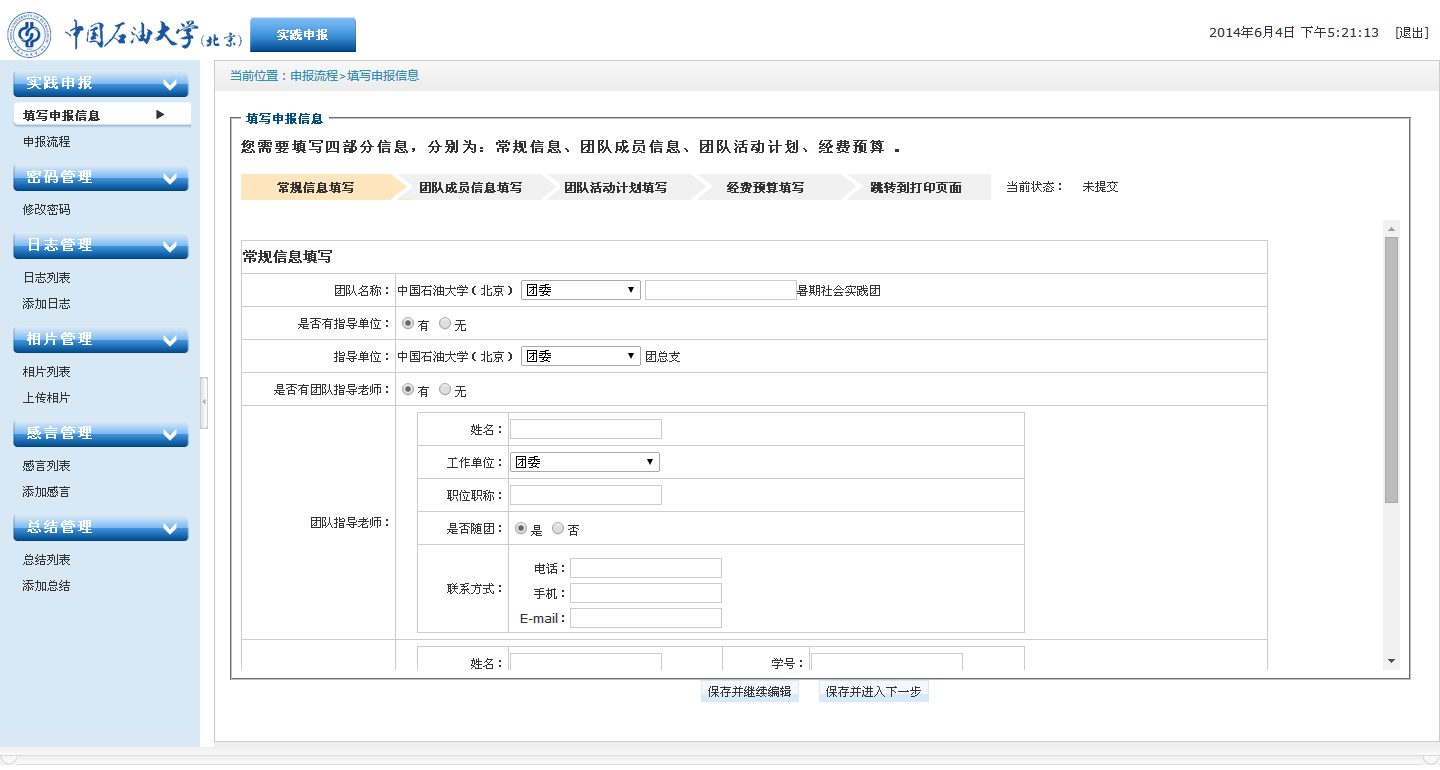 中国石油大学(北京)
实践申报
2014年6月4日 下午5:21:13 [退出]
实践申报
填写申报信息
申报流程
密码管理
修改密码
日志管理
日志列表
添加日志
相片管理
相片列表
上传相片
感言管理
感言列表
添加感言
总结管理
总结列表
添加总结
当前位置：申报流程>填写申报信息
填写申报信息
您需要填写四部分信息，分别为：常规信息、团队成员信息、团队活动计划、经费预算 。
常规信息填写 团队成员信息填写 团队活动计划填写 经费预算填写 跳转到打印页面 当前状态： 未提交
常规信息填写
团队名称： 中国石油大学（北京） 团委 暑期社会实践团
是否有指导单位： 有 无
指导单位： 中国石油大学（北京） 团委 团总支
是否有团队指导老师： 有 无
团队指导老师：
姓名：
工作单位： 团委
职位职称：
是否随团： 是 否
联系方式：
电话：
手机：
E-mail：
姓名： 学号：
保存并继续编辑 保存并进入下一步